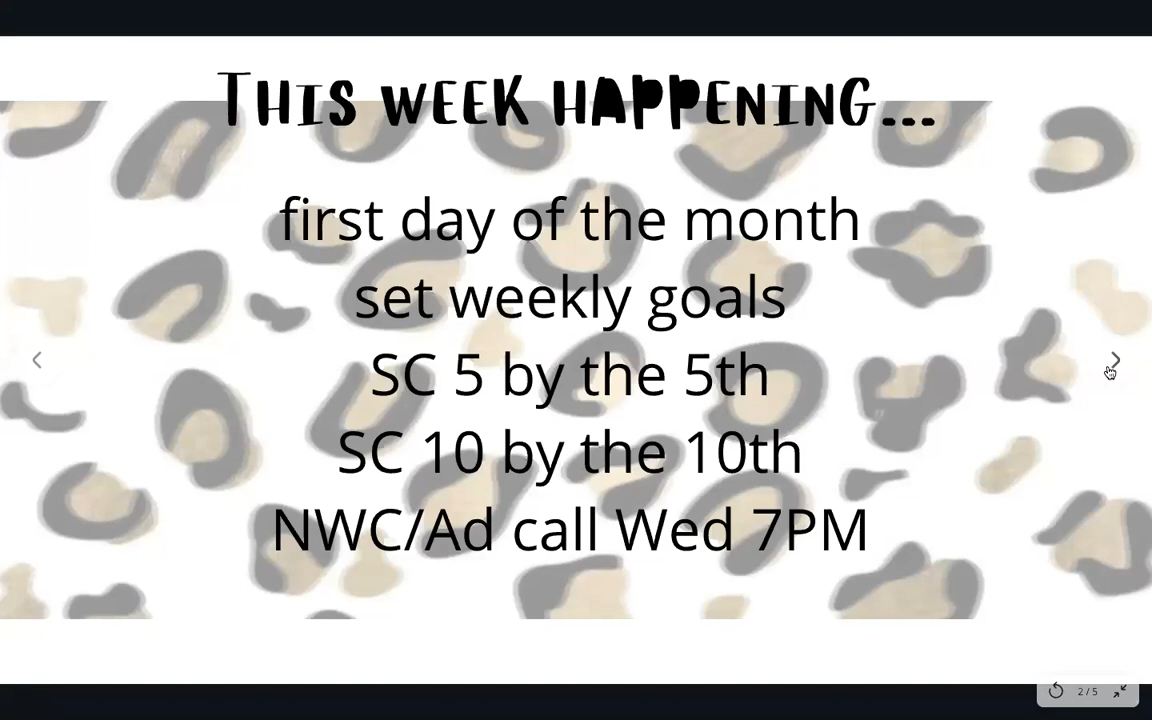 THIS WEEK HAPPENING...
first day of the month
set weekly goals
SC 5 by the 5th
SC 10 by the 10th
NWC/Ad call Wed 7PM
2/5